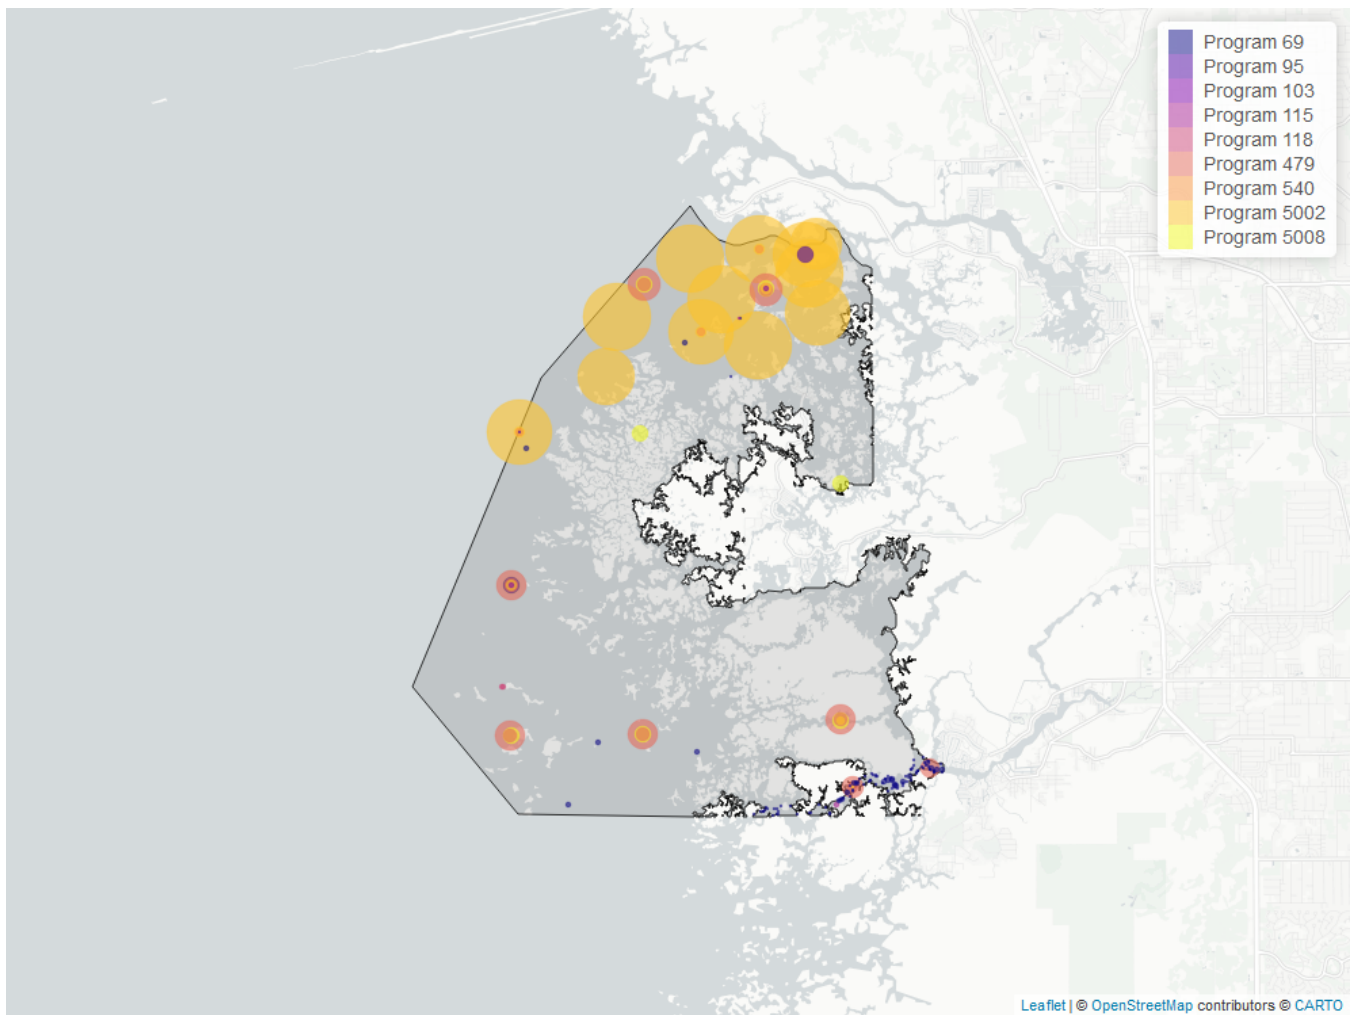 Program 69
Program 95
Program 103
Program 115
Program 118
Program 479
Program 540
Program 5002
Program 5008
Leaflet | © OpenStreetMap contributors © CARTO